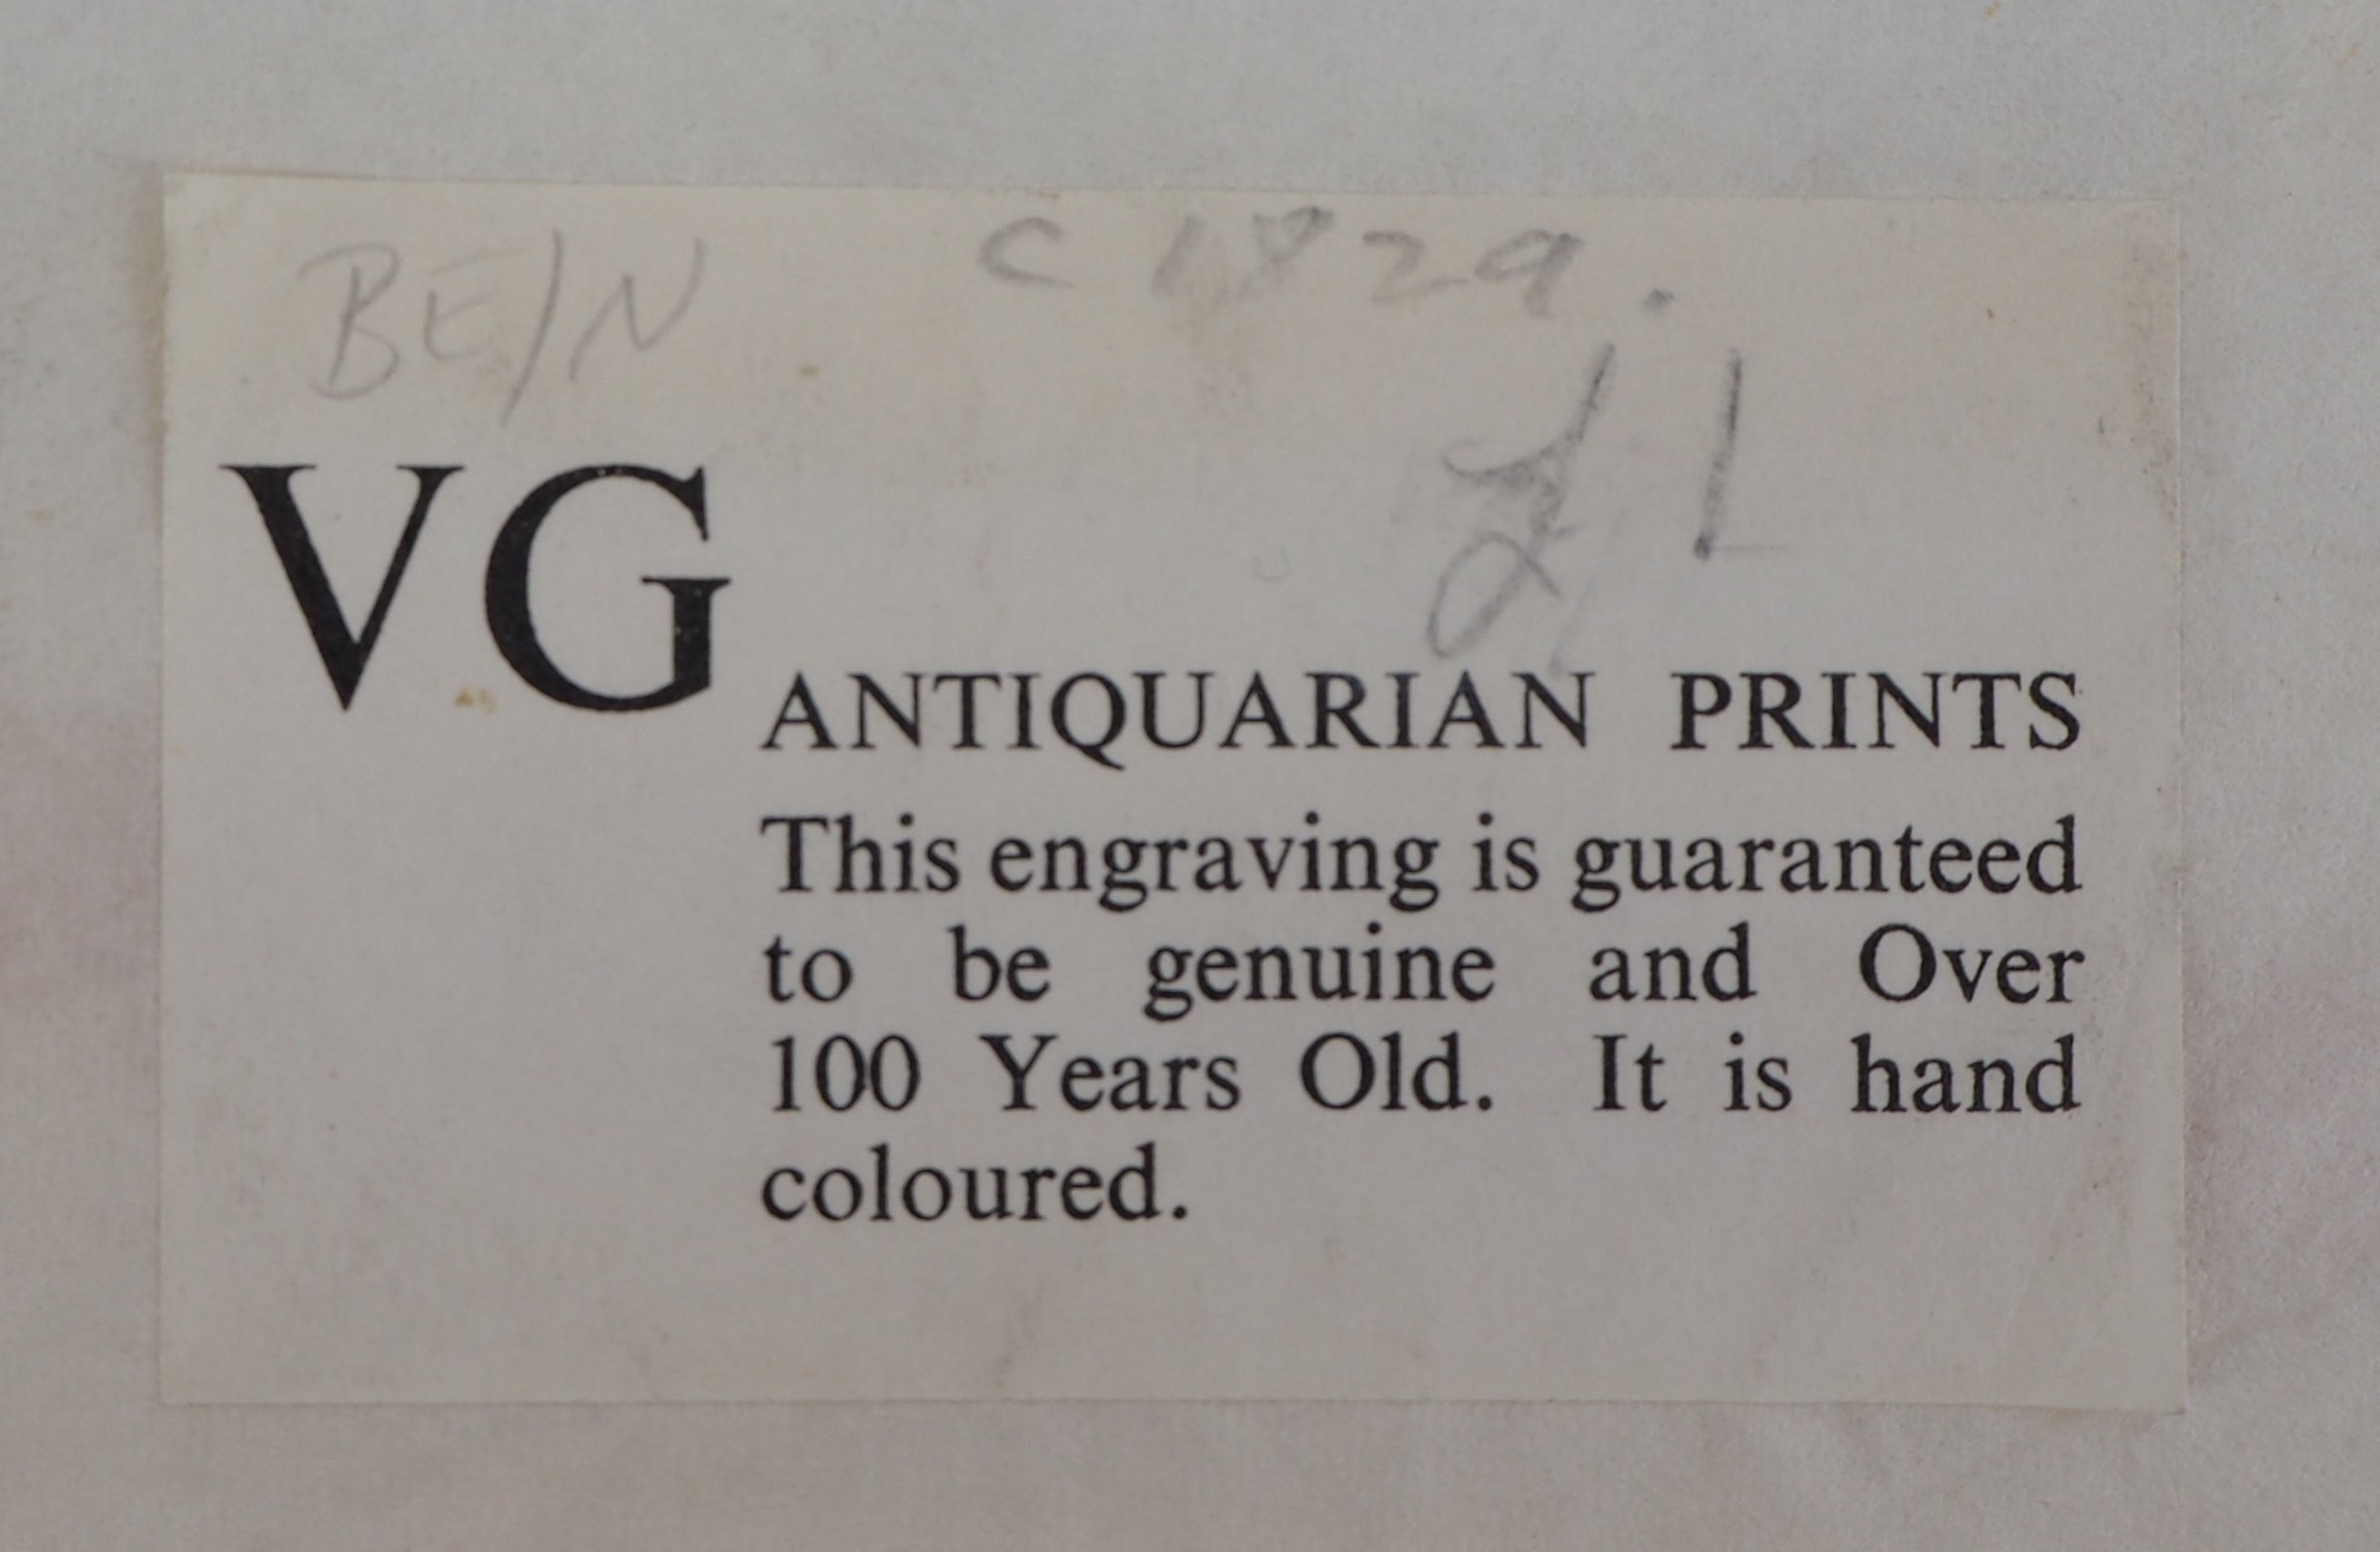 BE/N c 1829.
£1
VG
ANTIQUARIAN PRINTS
This engraving is guaranteed
to be genuine and Over
100 Years Old. It is hand
coloured.